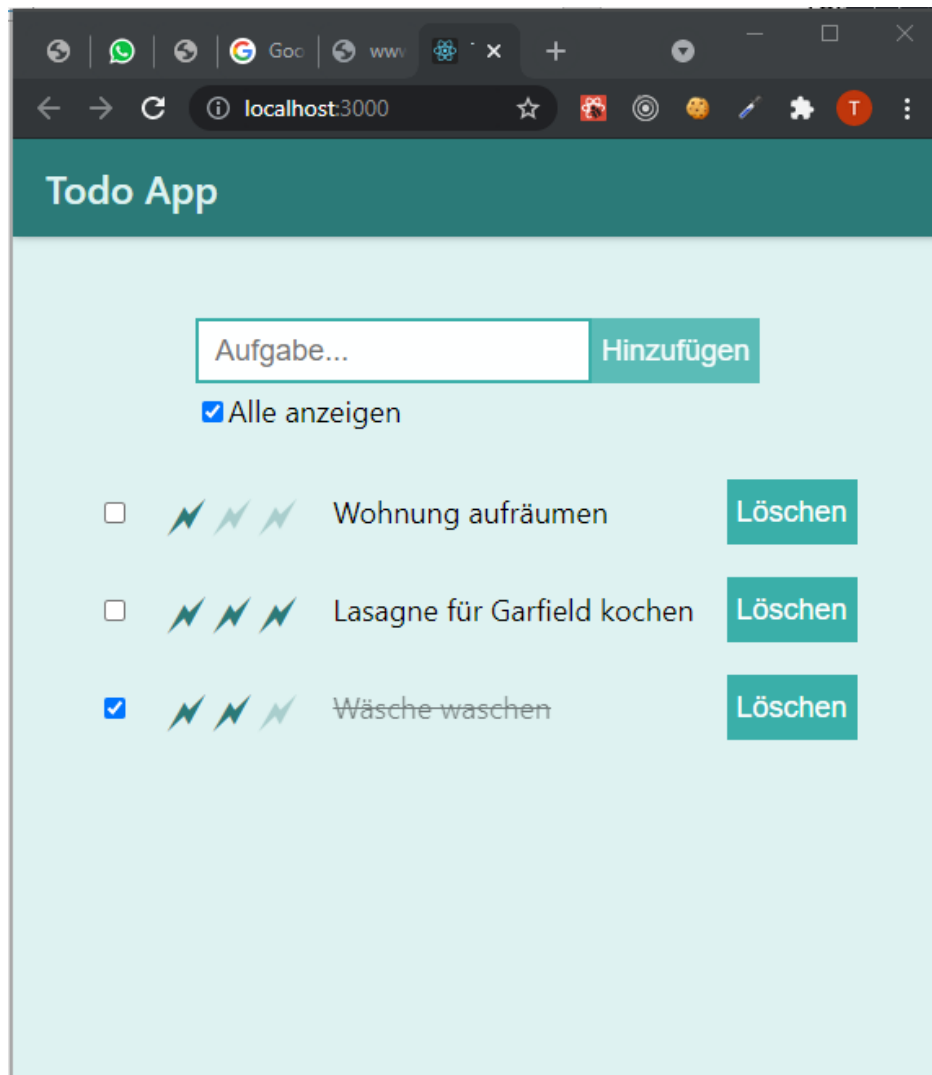 Goo
www
localhost:3000
T
Todo App
Aufgabe...
Hinzufügen
Alle anzeigen
Wohnung aufräumen
Löschen
Lasagne für Garfield kochen
Löschen
Wäsche waschen
Löschen